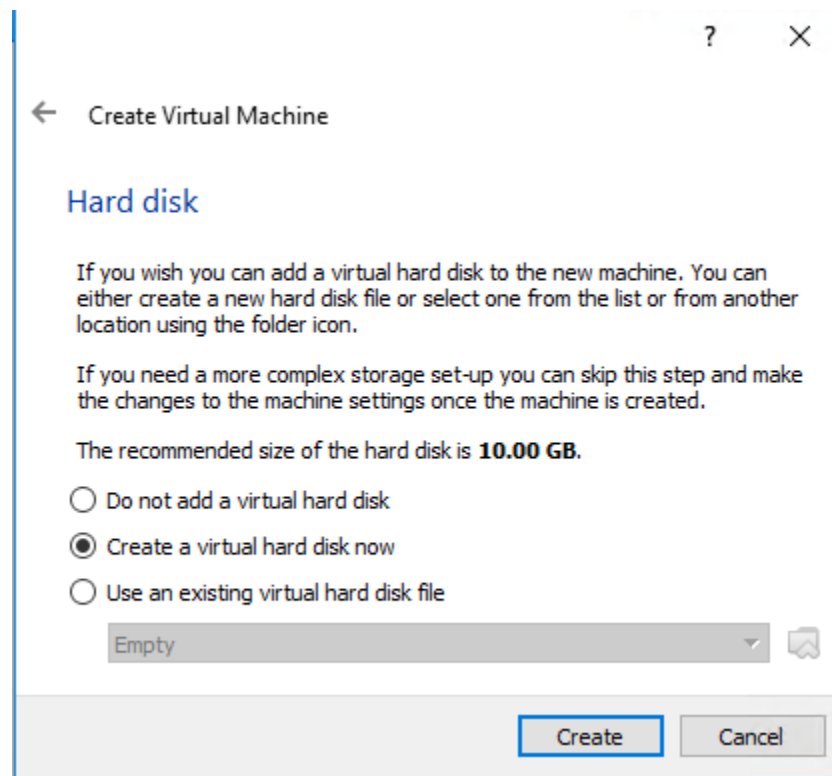 ?
Create Virtual Machine
Hard disk
If you wish you can add a virtual hard disk to the new machine. You can
either create a new hard disk file or select one from the list or from another
location using the folder icon.
If you need a more complex storage set-up you can skip this step and make
the changes to the machine settings once the machine is created.
The recommended size of the hard disk is 10.00 GB.
Do not add a virtual hard disk
Create a virtual hard disk now
Use an existing virtual hard disk file
Empty
Create Cancel